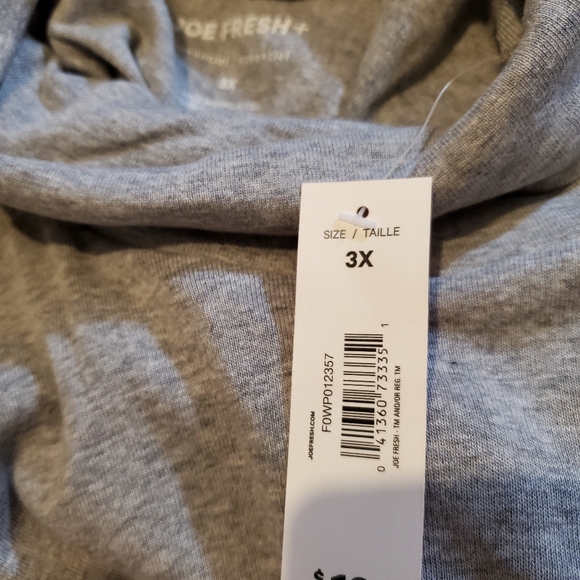 JOE FRESH+
SIZE / TAILLE
3X
F0WP012357
0 41360 73335 1
JOEFRESH.COM
JOE FRESH - TM AND/OR REG. TM